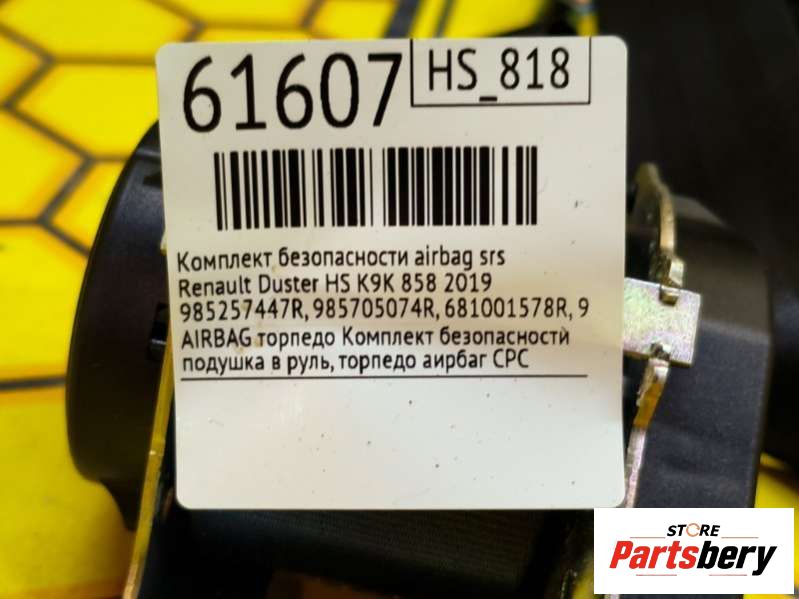 61607 HS_818
Комплект безопасности airbag srs
Renault Duster HS K9K 858 2019
985257447R, 985705074R, 681001578R, 9
AIRBAG торпедо Комплект безопасности
подушка в руль, торпедо аирбаг СРС
STORE
Partsbery